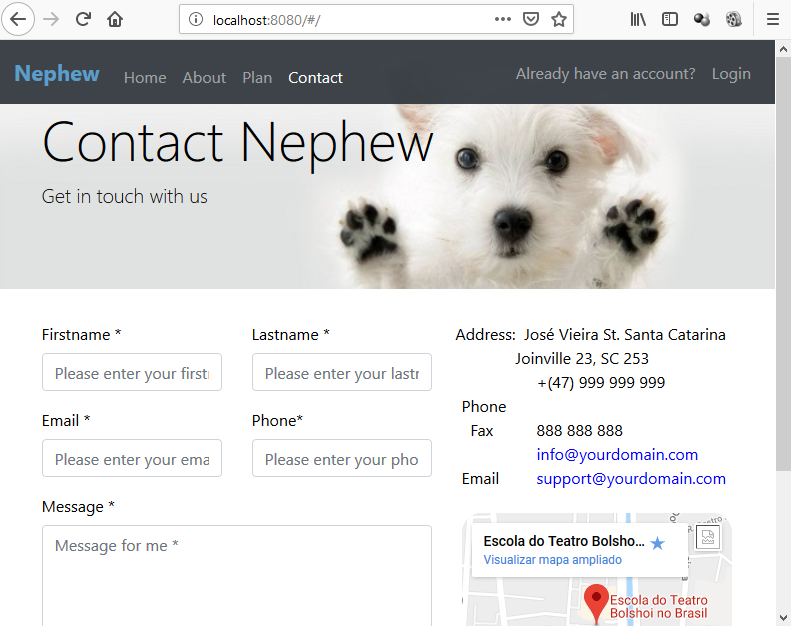 localhost:8080/#/
Nephew Home About Plan Contact Already have an account? Login
Contact Nephew
Get in touch with us
Firstname * Lastname *
Please enter your first Please enter your last
Email * Phone*
Please enter your ema Please enter your pho
Message *
Message for me *
Address: José Vieira St. Santa Catarina
Joinville 23, SC 253
+(47) 999 999 999
Phone
Fax 888 888 888
info@yourdomain.com
Email support@yourdomain.com
Escola do Teatro Bolsho...
Visualizar mapa ampliado
Escola do Teatro
Bolshoi no Brasil